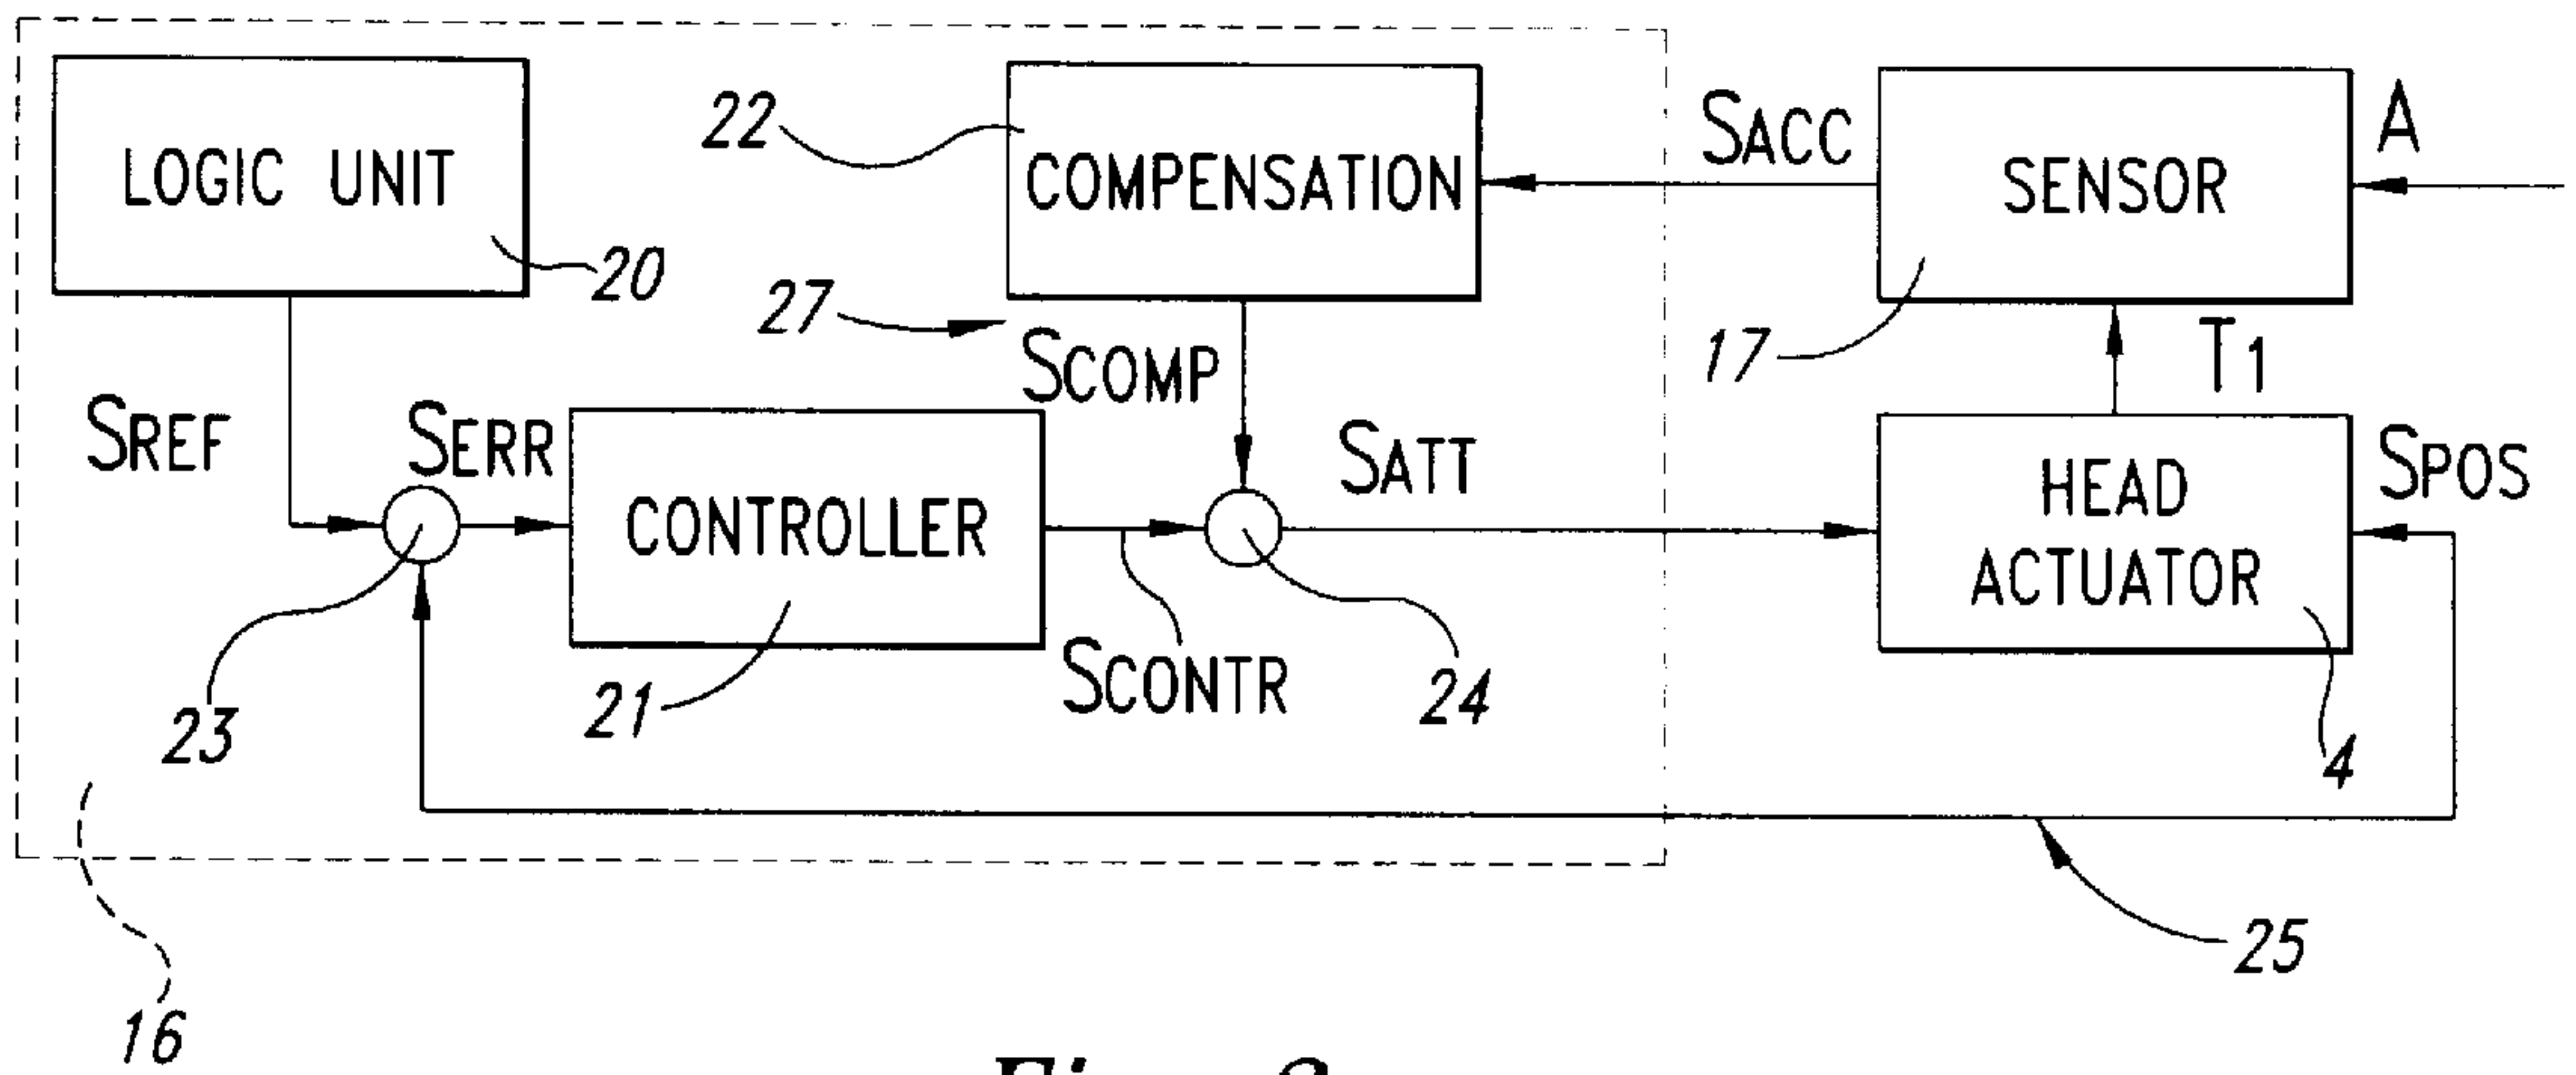 LOGIC UNIT
20
22
COMPENSATION
SACC
SENSOR
A
27
17
T1
SCOMP
SREF
SERR
CONTROLLER
21
SATT
HEAD
ACTUATOR
SPOS
SCONTR
23
24
4
25
16